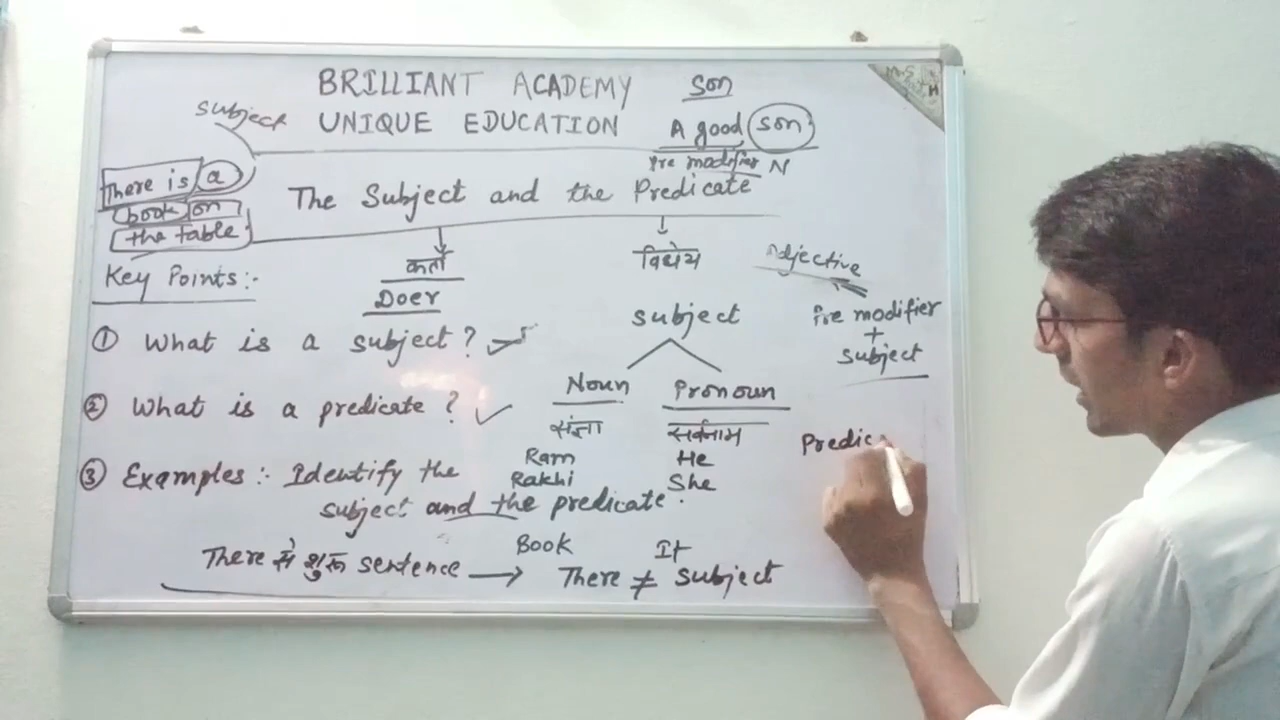 BRILLIANT ACADEMY
UNIQUE EDUCATION
Son
A good son
Pre modifier N
Subject
There is a
book on
the table
The Subject and the Predicate
कर्ता
Doer
विधेय
Adjective
Key Points:-
Pre modifier
+
Subject
① What is a subject?
Subject
Noun
संज्ञा
Ram
Rakhi
Book
Pronoun
सर्वनाम
He
She
It
② What is a predicate?
Predic
③ Examples:- Identify the
subject and the predicate.
There से शुरू sentence → There ≠ Subject